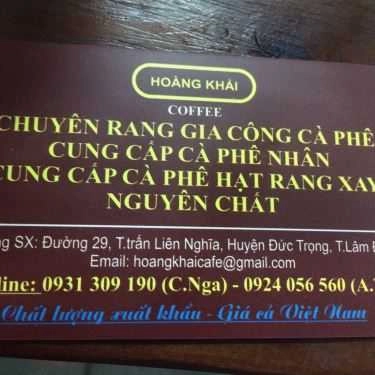 HOÀNG KHẢI
COFFEE
CHUYÊN RANG GIA CÔNG CÀ PHÊ
CUNG CẤP CÀ PHÊ NHÂN
CUNG CẤP CÀ PHÊ HẠT RANG XAY
NGUYÊN CHẤT
SX: Đường 29, T.trấn Liên Nghĩa, Huyện Đức Trọng, T.Lâm
Email: hoangkhaicafe@gmail.com
0931 309 190 (C.Nga) - 0924 056 560
Chất lượng xuất khẩu - Giá cả Việt Nam